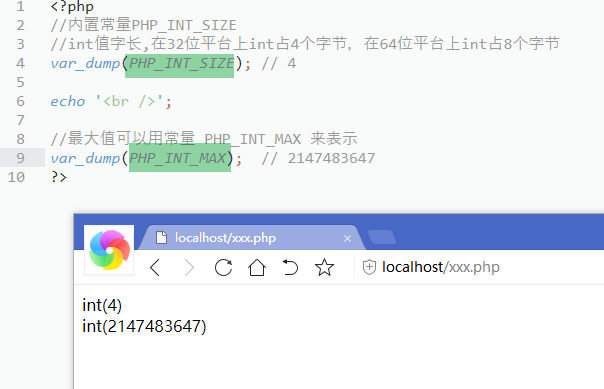 1 <?php
2 //内置常量PHP_INT_SIZE
3 //int值字长,在32位平台上int占4个字节，在64位平台上int占8个字节
4 var_dump(PHP_INT_SIZE); // 4
5
6 echo '<br />';
7
8 //最大值可以用常量 PHP_INT_MAX 来表示
9 var_dump(PHP_INT_MAX);  // 2147483647
10 ?>
localhost/xxx.php ×
localhost/xxx.php
int(4)
int(2147483647)